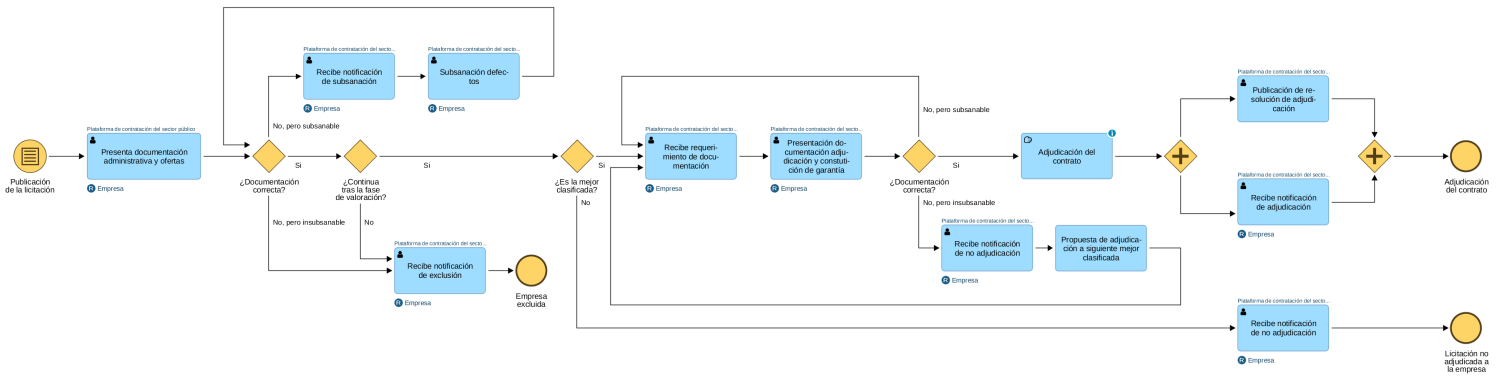 Publicación
de la licitación
Plataforma de contratación del sector público
Presenta documentación
administrativa y ofertas
R Empresa
¿Documentación
correcta?
No, pero subsanable
Plataforma de contratación del secto...
Recibe notificación
de subsanación
R Empresa
Plataforma de contratación del secto...
Subsanación defec-
tos
R Empresa
Si
No, pero insubsanable
¿Continua
tras la fase
de valoración?
Si
No
Plataforma de contratación del secto...
Recibe notificación
de exclusión
R Empresa
Empresa
excluida
¿Es la mejor
clasificada?
Si
No
Plataforma de contratación del secto...
Recibe requeri-
miento de docu-
mentación
R Empresa
Plataforma de contratación del secto...
Presentación do-
cumentación adju-
dicación y constuti-
ción de garantía
R Empresa
No, pero subsanable
¿Documentación
correcta?
Si
No, pero insubsanable
Plataforma de contratación del secto...
Recibe notificación
de no adjudicación
R Empresa
Propuesta de adjudica-
ción a siguiente mejor
clasificada
i
Adjudicación del
contrato
Plataforma de contratación del secto...
Publicación de re-
solución de adjudi-
cación
R Empresa
Plataforma de contratación del secto...
Recibe notificación
de adjudicación
R Empresa
Adjudicación
del contrato
Plataforma de contratación del secto...
Recibe notificación
de no adjudicación
R Empresa
Licitación no
adjudicada a
la empresa